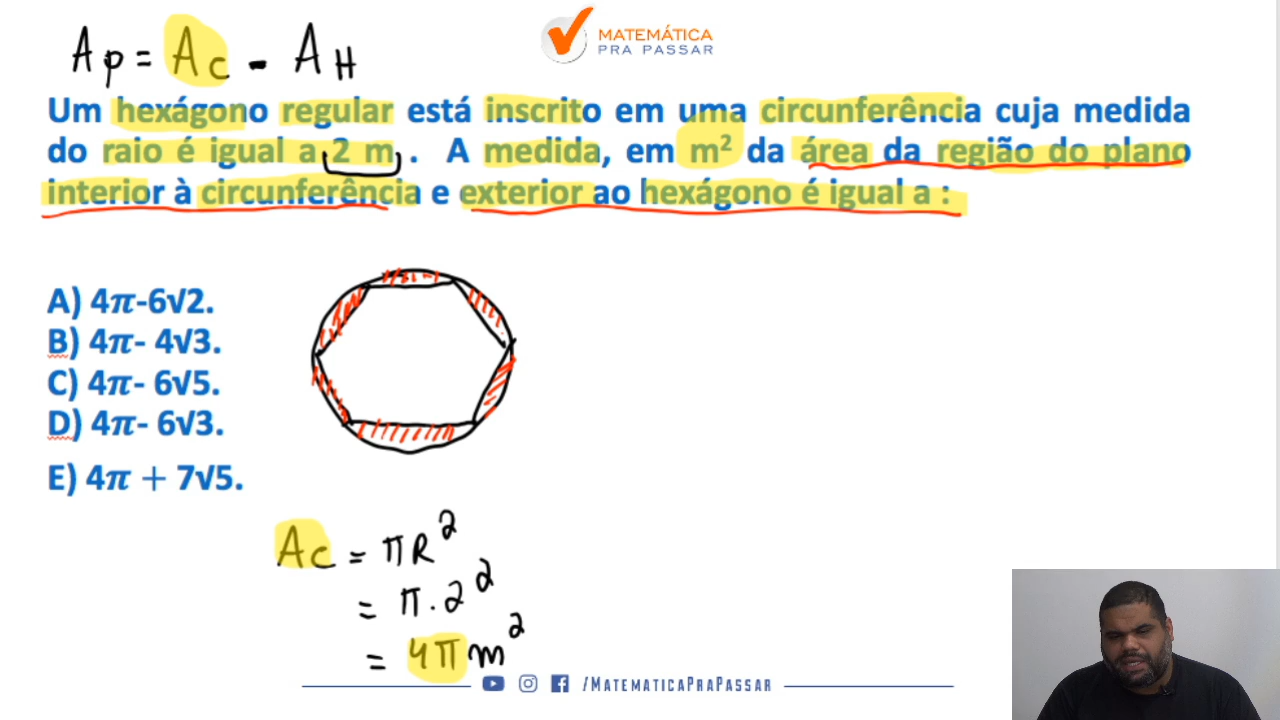 Ap = Ac - AH
MATEMÁTICA
PRA PASSAR
Um hexágono regular está inscrito em uma circunferência cuja medida
do raio é igual a 2 m . A medida, em m² da área da região do plano
interior à circunferência e exterior ao hexágono é igual a :
A) 4π-6√2.
B) 4π- 4√3.
C) 4π- 6√5.
D) 4π- 6√3.
E) 4π + 7√5.
Ac = πR²
= π.2²
= 4π m²
/MATEMATICAPRAPASSAR